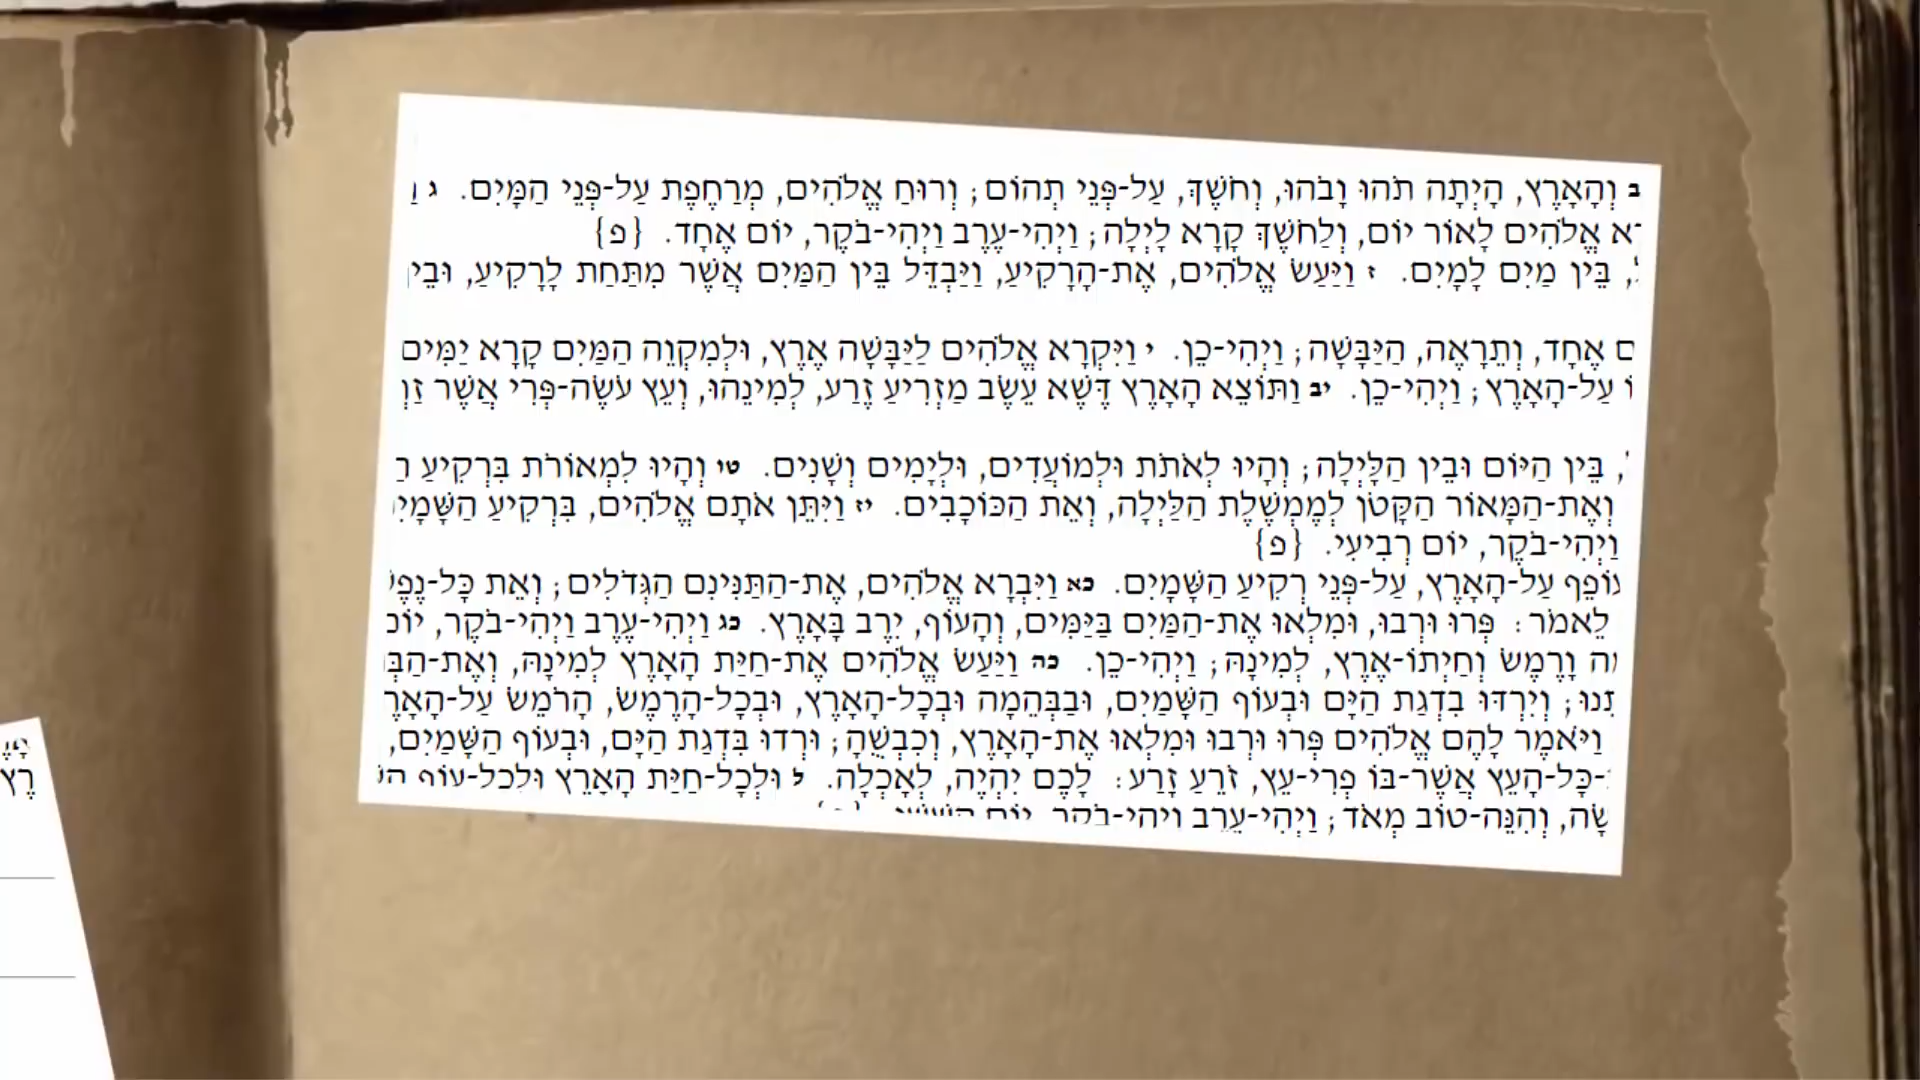 ב וְהָאָרֶץ, הָיְתָה תֹהוּ וָבֹהוּ, וְחֹשֶׁךְ, עַל-פְּנֵי תְהוֹם; וְרוּחַ אֱלֹהִים, מְרַחֶפֶת עַל-פְּנֵי הַמָּיִם. ג
אֱלֹהִים לָאוֹר יוֹם, וְלַחֹשֶׁךְ קָרָא לָיְלָה; וַיְהִי-עֶרֶב וַיְהִי-בֹקֶר, יוֹם אֶחָד. {פ}
בֵּין מַיִם לָמָיִם. ז וַיַּעַשׂ אֱלֹהִים, אֶת-הָרָקִיעַ, וַיַּבְדֵּל בֵּין הַמַּיִם אֲשֶׁר מִתַּחַת לָרָקִיעַ, וּבֵין
אֶחָד, וְתֵרָאֶה, הַיַּבָּשָׁה; וַיְהִי-כֵן. י וַיִּקְרָא אֱלֹהִים לַיַּבָּשָׁה אֶרֶץ, וּלְמִקְוֵה הַמַּיִם קָרָא יַמִּים
עַל-הָאָרֶץ; וַיְהִי-כֵן. יב וַתּוֹצֵא הָאָרֶץ דֶּשֶׁא עֵשֶׂב מַזְרִיעַ זֶרַע, לְמִינֵהוּ, וְעֵץ עֹשֶׂה-פְּרִי אֲשֶׁר
בֵּין הַיּוֹם וּבֵין הַלָּיְלָה; וְהָיוּ לְאֹתֹת וּלְמוֹעֲדִים, וּלְיָמִים וְשָׁנִים. טו וְהָיוּ לִמְאוֹרֹת בִּרְקִיעַ
וְאֶת-הַמָּאוֹר הַקָּטֹן לְמֶמְשֶׁלֶת הַלַּיְלָה, וְאֵת הַכּוֹכָבִים. יז וַיִּתֵּן אֹתָם אֱלֹהִים, בִּרְקִיעַ
וַיְהִי-בֹקֶר, יוֹם רְבִיעִי. {פ}
עַל-הָאָרֶץ, עַל-פְּנֵי רְקִיעַ הַשָּׁמָיִם. כא וַיִּבְרָא אֱלֹהִים, אֶת-הַתַּנִּינִם הַגְּדֹלִים; וְאֵת
לֵאמֹר: פְּרוּ וּרְבוּ, וּמִלְאוּ אֶת-הַמַּיִם בַּיַּמִּים, וְהָעוֹף, יִרֶב בָּאָרֶץ. כג וַיְהִי-עֶרֶב וַיְהִי-בֹקֶר,
וָרֶמֶשׂ וְחַיְתוֹ-אֶרֶץ, לְמִינָהּ; וַיְהִי-כֵן. כה וַיַּעַשׂ אֱלֹהִים אֶת-חַיַּת הָאָרֶץ לְמִינָהּ,
וְיִרְדּוּ בִדְגַת הַיָּם וּבְעוֹף הַשָּׁמַיִם, וּבַבְּהֵמָה וּבְכָל-הָאָרֶץ, וּבְכָל-הָרֶמֶשׂ, הָרֹמֵשׂ
וַיֹּאמֶר לָהֶם אֱלֹהִים פְּרוּ וּרְבוּ וּמִלְאוּ אֶת-הָאָרֶץ, וְכִבְשֻׁהָ; וּרְדוּ בִּדְגַת הַיָּם, וּבְעוֹף הַשָּׁמַיִם,
כָּל-הָעֵץ אֲשֶׁר-בּוֹ פְרִי-עֵץ, זֹרֵעַ זָרַע: לָכֶם יִהְיֶה, לְאָכְלָה. ל וּלְכָל-חַיַּת הָאָרֶץ וּלְכָל-עוֹף
וְהִנֵּה-טוֹב מְאֹד; וַיְהִי-עֶרֶב וַיְהִי-בֹקֶר